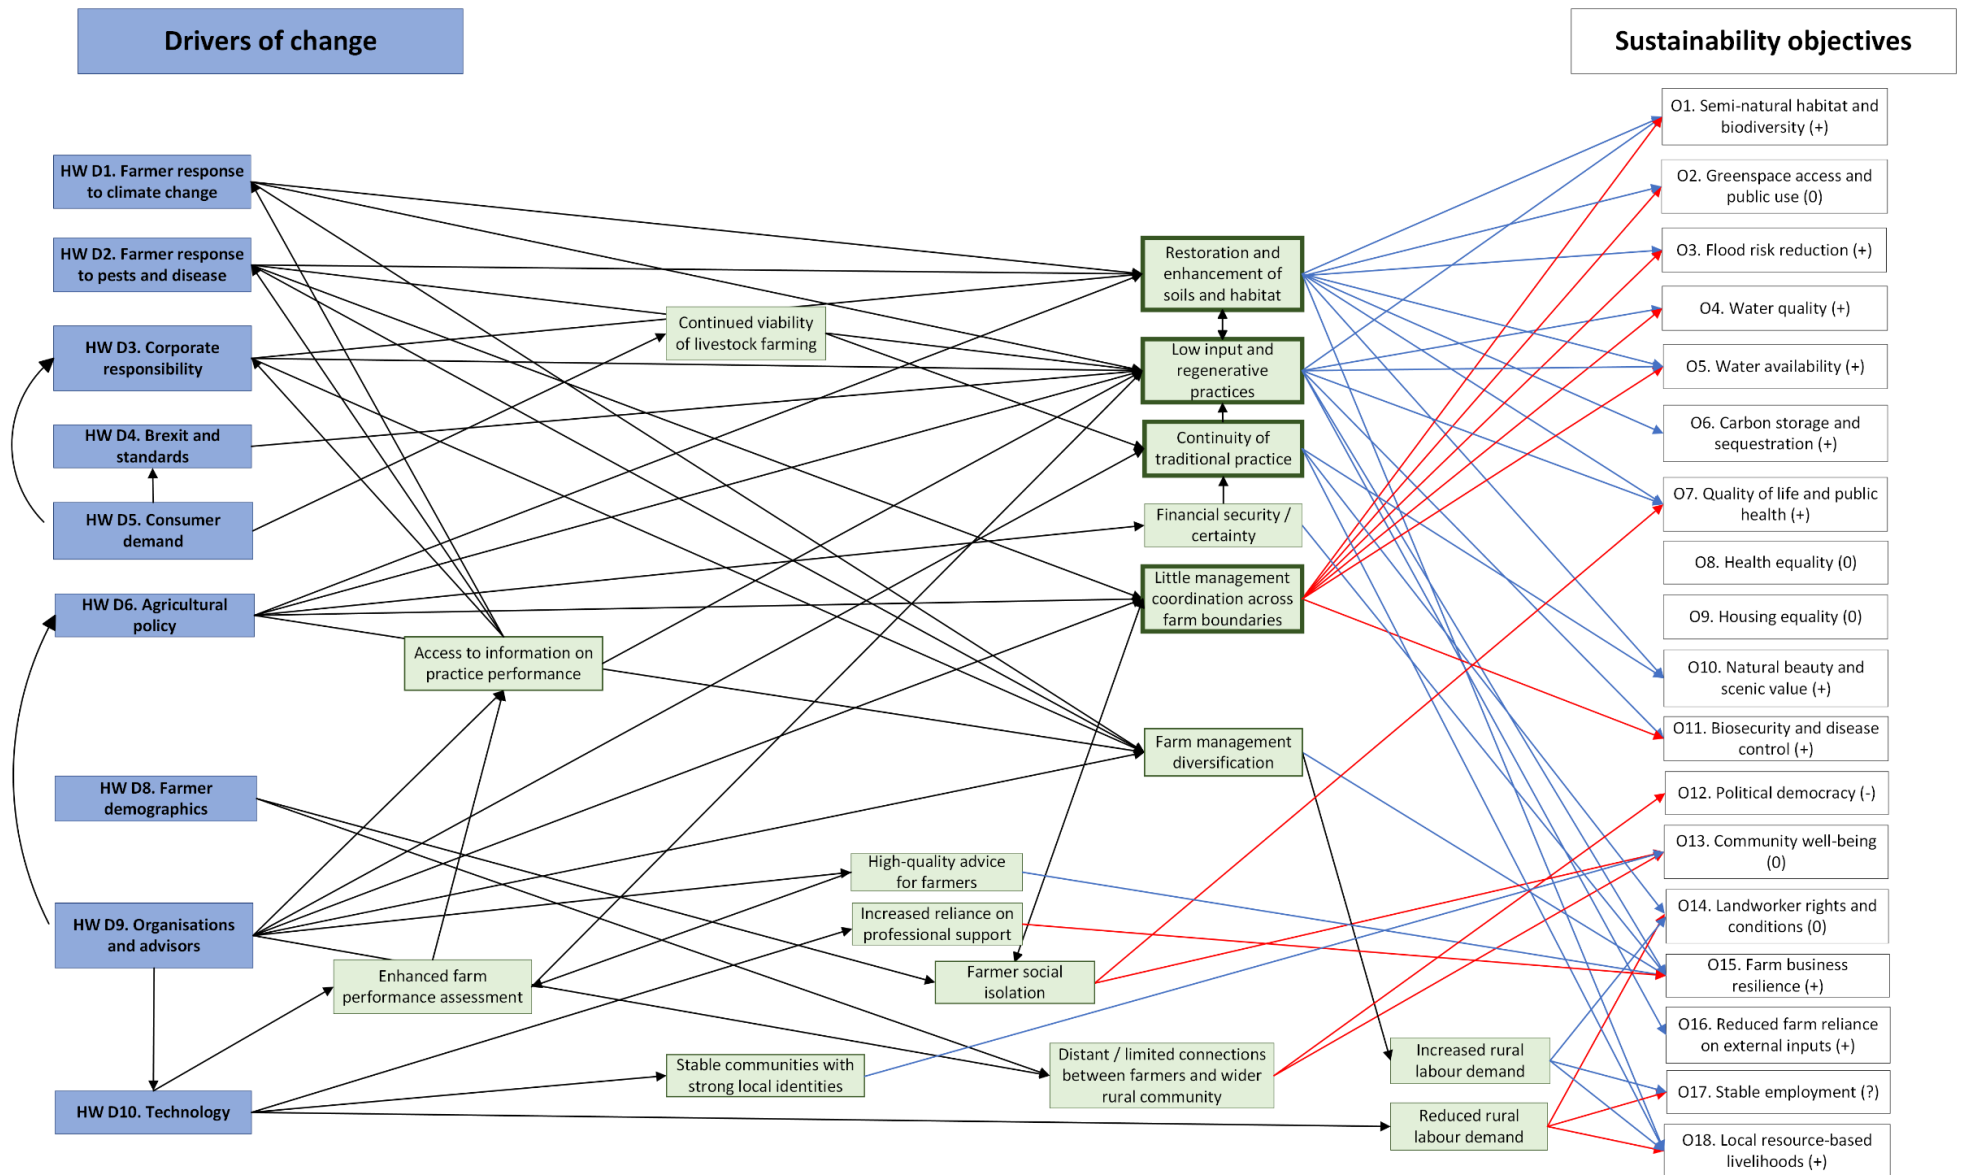 Drivers of change
Sustainability objectives
HW D1. Farmer response
to climate change
HW D2. Farmer response
to pests and disease
HW D3. Corporate
responsibility
HW D4. Brexit and
standards
HW D5. Consumer
demand
HW D6. Agricultural
policy
HW D8. Farmer
demographics
HW D9. Organisations
and advisors
HW D10. Technology
Continued viability
of livestock farming
Access to information on
practice performance
Enhanced farm
performance assessment
High-quality advice
for farmers
Increased reliance on
professional support
Farmer social
isolation
Stable communities with
strong local identities
Distant / limited connections
between farmers and wider
rural community
Restoration and
enhancement of
soils and habitat
Low input and
regenerative
practices
Continuity of
traditional practice
Financial security /
certainty
Little management
coordination across
farm boundaries
Farm management
diversification
Increased rural
labour demand
Reduced rural
labour demand
O1. Semi-natural habitat and
biodiversity (+)
O2. Greenspace access and
public use (0)
O3. Flood risk reduction (+)
O4. Water quality (+)
O5. Water availability (+)
O6. Carbon storage and
sequestration (+)
O7. Quality of life and public
health (+)
O8. Health equality (0)
O9. Housing equality (0)
O10. Natural beauty and
scenic value (+)
O11. Biosecurity and disease
control (+)
O12. Political democracy (-)
O13. Community well-being
(0)
O14. Landworker rights and
conditions (0)
O15. Farm business
resilience (+)
O16. Reduced farm reliance
on external inputs (+)
O17. Stable employment (?)
O18. Local resource-based
livelihoods (+)